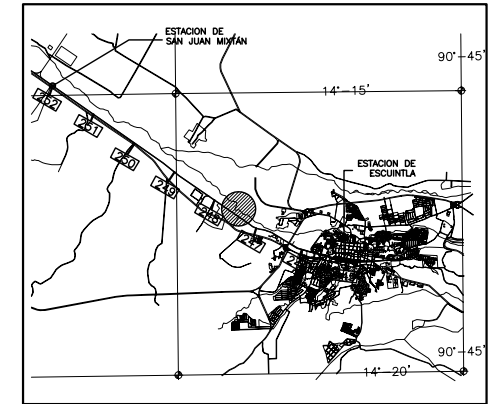 ESTACION DE
SAN JUAN MIXTÁN
90°-45'
14°-15'
252
251
250
249
ESTACION DE
ESCUINTLA
90°-45'
14°-20'